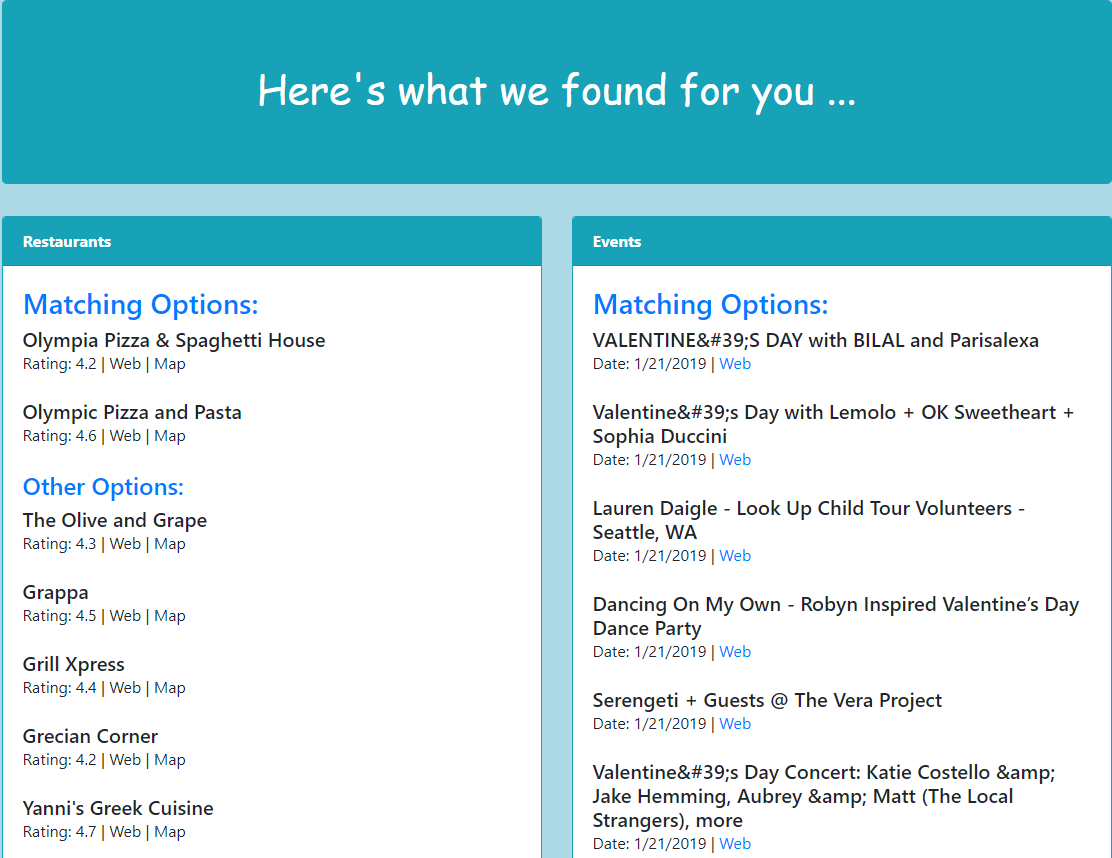 Here's what we found for you ...
Restaurants
Matching Options:
Olympia Pizza & Spaghetti House
Rating: 4.2 | Web | Map
Olympic Pizza and Pasta
Rating: 4.6 | Web | Map
Other Options:
The Olive and Grape
Rating: 4.3 | Web | Map
Grappa
Rating: 4.5 | Web | Map
Grill Xpress
Rating: 4.4 | Web | Map
Grecian Corner
Rating: 4.2 | Web | Map
Yanni's Greek Cuisine
Rating: 4.7 | Web | Map
Events
Matching Options:
VALENTINE&#39;S DAY with BILAL and Parisalexa
Date: 1/21/2019 | Web
Valentine&#39;s Day with Lemolo + OK Sweetheart +
Sophia Duccini
Date: 1/21/2019 | Web
Lauren Daigle - Look Up Child Tour Volunteers -
Seattle, WA
Date: 1/21/2019 | Web
Dancing On My Own - Robyn Inspired Valentine’s Day
Dance Party
Date: 1/21/2019 | Web
Serengeti + Guests @ The Vera Project
Date: 1/21/2019 | Web
Valentine&#39;s Day Concert: Katie Costello &amp;
Jake Hemming, Aubrey &amp; Matt (The Local
Strangers), more
Date: 1/21/2019 | Web